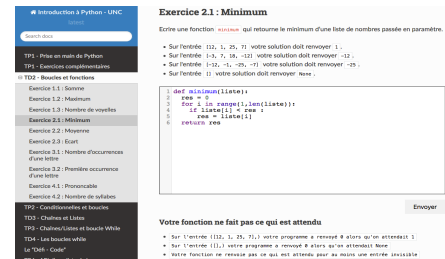 Introduction à Python - UNC
latest
Search docs
TP1 - Prise en main de Python
TP1 - Exercices complémentaires
TD2 - Boucles et fonctions
Exercice 1.1 : Somme
Exercice 1.2 : Maximum
Exercice 1.3 : Nombre de voyelles
Exercice 2.1 : Minimum
Exercice 2.2 : Moyenne
Exercice 2.3 : Ecart
Exercice 3.1 : Nombre d'occurrences
d'une lettre
Exercice 3.2 : Première occurrence
d'une lettre
Exercice 4.1 : Prononcable
Exercice 4.2 : Nombre de syllabes
TP2 - Conditionnelles et boucles
TD3 - Chaînes et Listes
TP3 - Chaînes/Listes et boucle While
TD4 - Les boucles while
Le "Défi - Code"
Exercice 2.1 : Minimum
Ecrire une fonction minimum qui retourne le minimum d'une liste de nombres passée en paramètre.
Sur l'entrée [12, 1, 25, 7] votre solution doit renvoyer 1 .
Sur l'entrée [-3, 7, 10, -12] votre solution doit renvoyer -12 .
Sur l'entrée [-12, -1, -25, -7] votre solution doit renvoyer -25 .
Sur l'entrée [] votre solution doit renvoyer None .
1 def minimum(liste):
2 res = 0
3 for i in range(1,len(liste)):
4 if liste[i] < res :
5 res = liste[i]
6 return res
Envoyer
Votre fonction ne fait pas ce qui est attendu
Sur l'entrée ([12, 1, 25, 7],) votre programme a renvoyé 0 alors qu'on attendait 1
Sur l'entrée ([],) votre programme a renvoyé 0 alors qu'on attendait None
Votre fonction ne renvoie pas ce qui est attendu pour au moins une entrée invisible